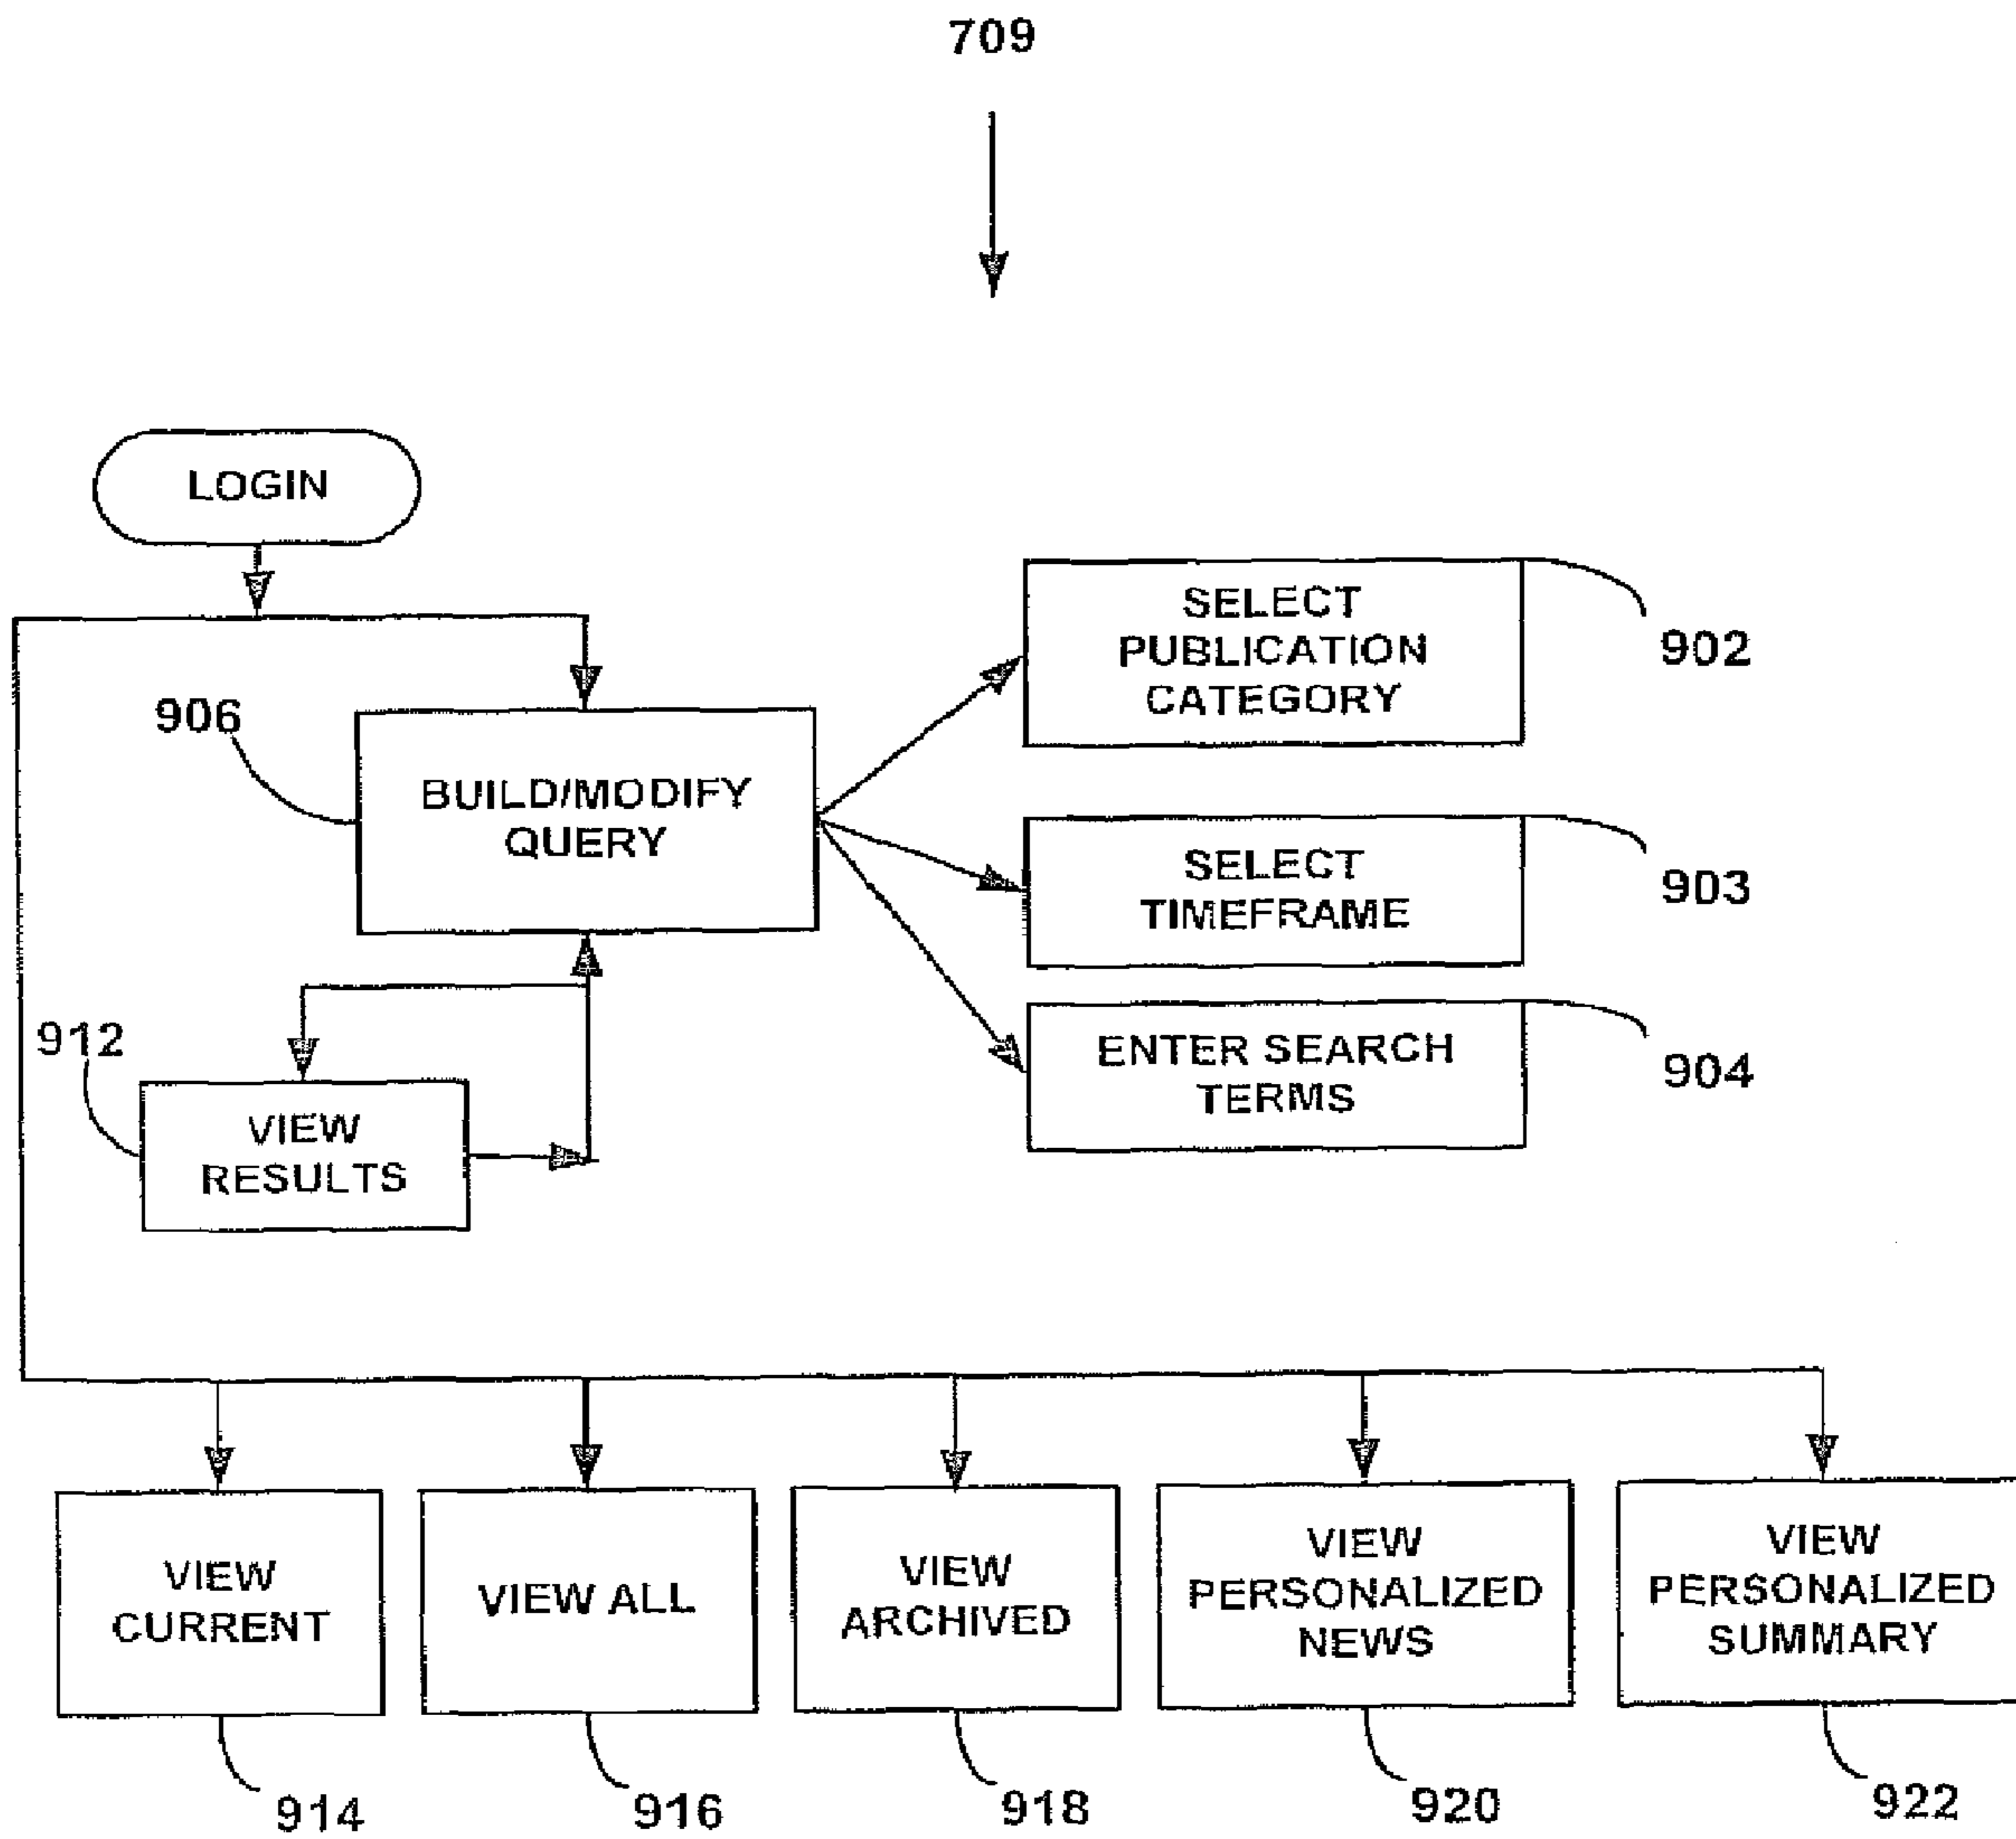 709
LOGIN
SELECT
PUBLICATION
CATEGORY
902
906
BUILD/MODIFY
QUERY
SELECT
TIMEFRAME
903
912
VIEW
RESULTS
ENTER SEARCH
TERMS
904
VIEW
CURRENT
VIEW ALL
VIEW
ARCHIVED
VIEW
PERSONALIZED
NEWS
VIEW
PERSONALIZED
SUMMARY
914
916
918
920
922